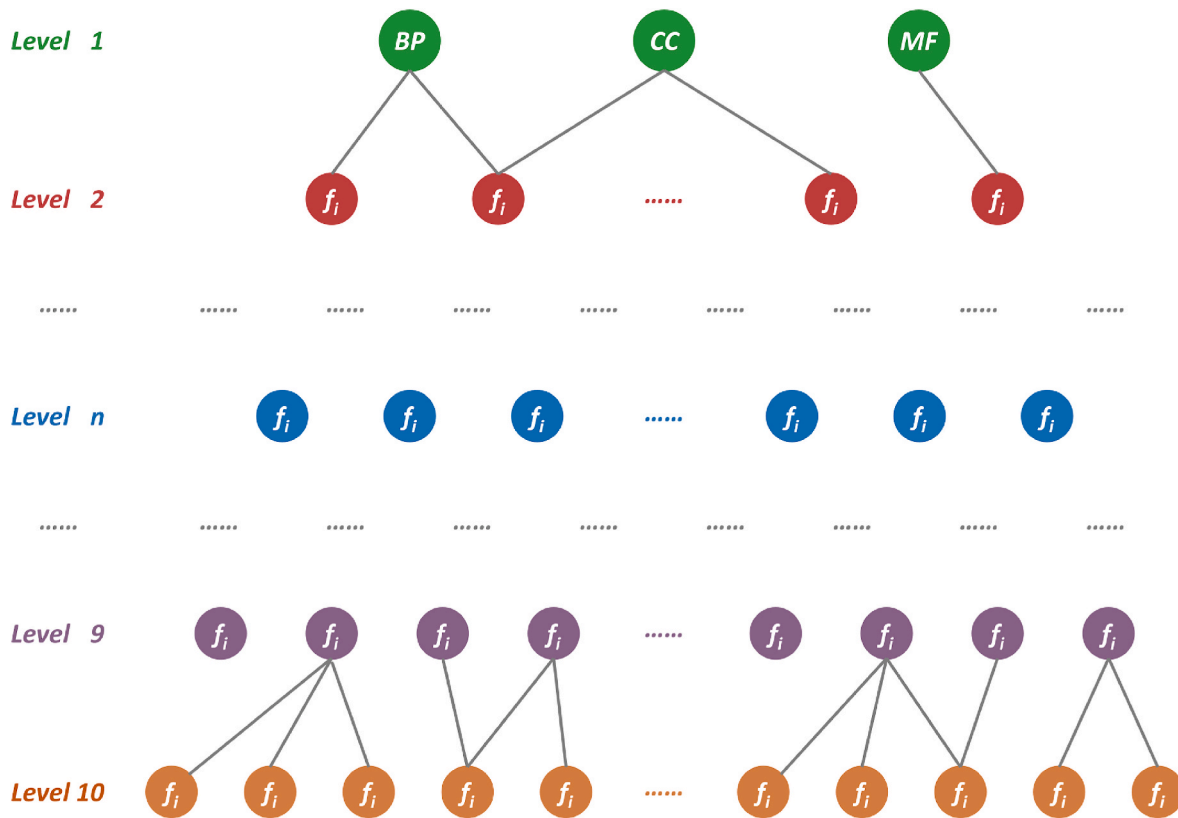 Level 1 BP CC MF
Level 2 fi fi ...... fi fi
...... ...... ...... ...... ...... ...... ...... ...... ......
Level n fi fi fi ...... fi fi fi
...... ...... ...... ...... ...... ...... ...... ...... ......
Level 9 fi fi fi fi ...... fi fi fi fi
Level 10 fi fi fi fi fi ...... fi fi fi fi fi